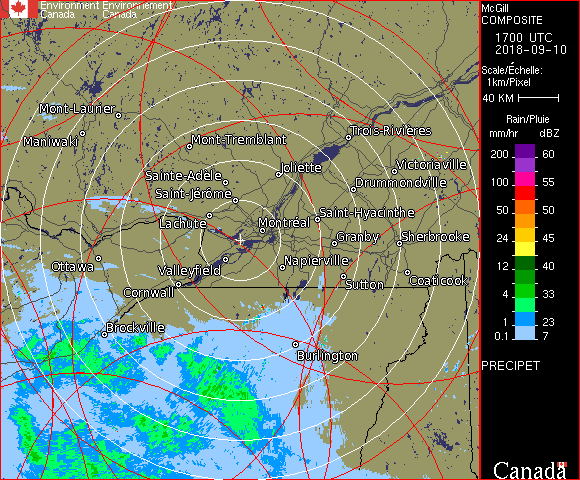 Environment Environnement
Canada Canada
McGill
COMPOSITE
1700 UTC
2018-09-10
Scale/Échelle:
1km/Pixel
40 KM
Rain/Pluie
mm/hr dBZ
200 60
100 55
50 50
24 45
12 40
4 33
1 23
0.1 7
PRECIPET
Canada
Mont-Laurier
Maniwaki
Mont-Tremblant
Trois-Rivières
Joliette
Victoriaville
Sainte-Adèle
Drummondville
Saint-Jérôme
Saint-Hyacinthe
Lachute
Montréal
Granby
Sherbrooke
Ottawa
Valleyfield
Napierville
Cornwall
Sutton
Coaticook
Brockville
Burlington